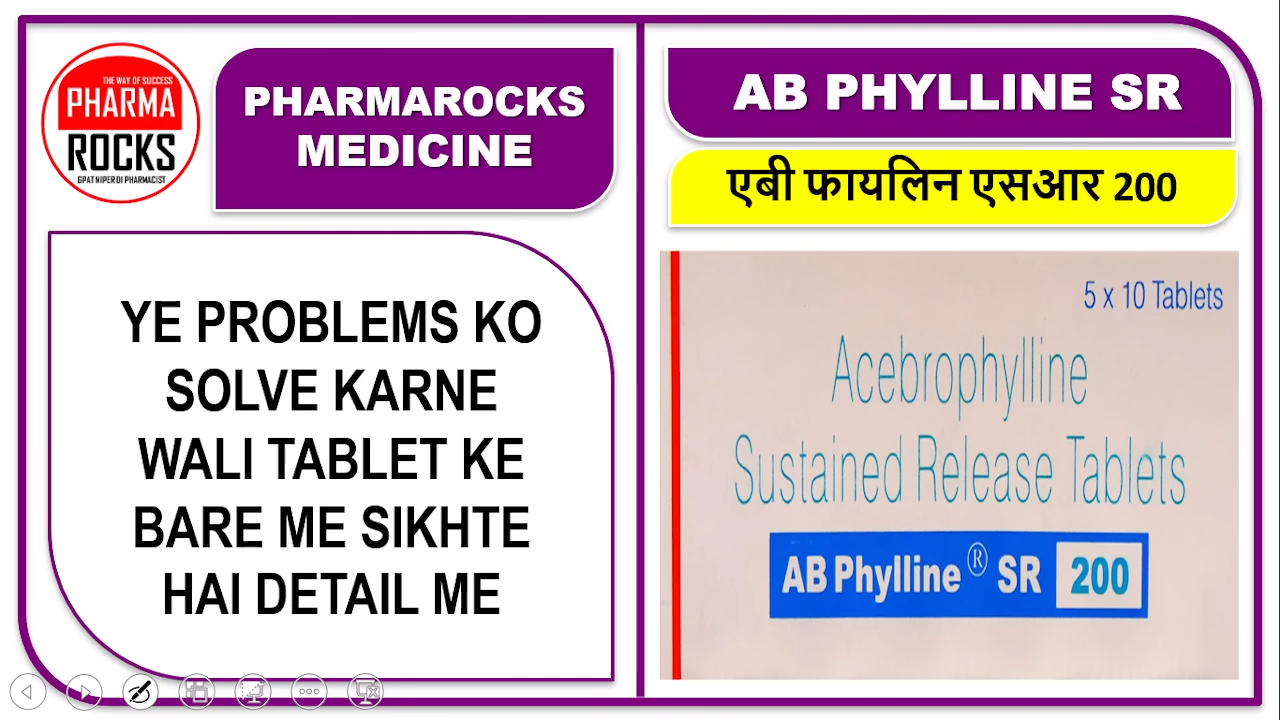 THE WAY OF SUCCESS
PHARMA
ROCKS
GPAT NIPER DI PHARMACIST
PHARMAROCKS
MEDICINE
YE PROBLEMS KO
SOLVE KARNE
WALI TABLET KE
BARE ME SIKHTE
HAI DETAIL ME
AB PHYLLINE SR
एबी फायलिन एसआर 200
5 x 10 Tablets
Acebrophylline
Sustained Release Tablets
AB Phylline® SR 200